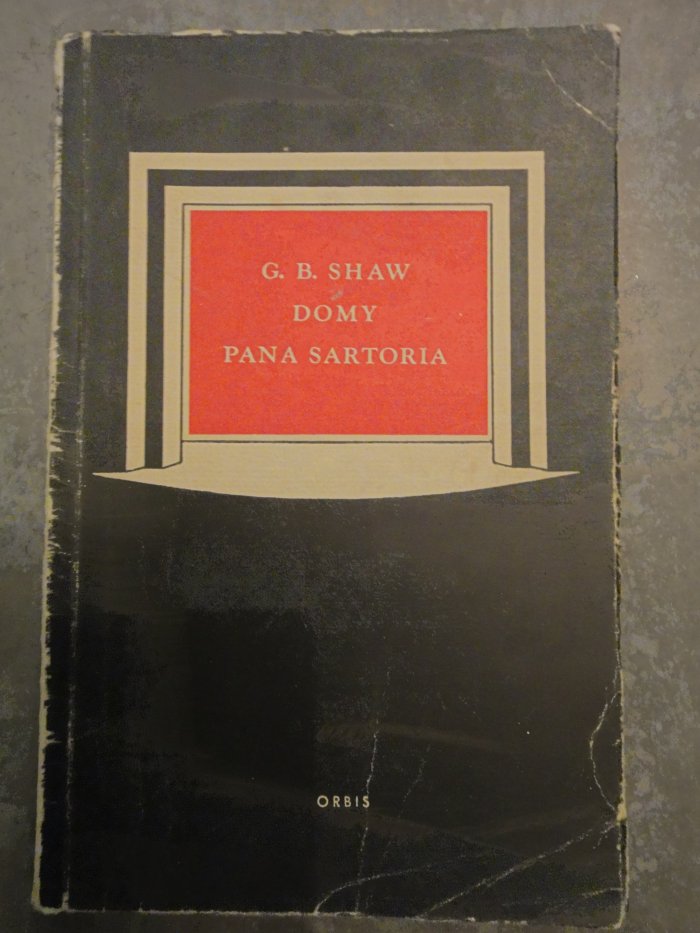 G. B. SHAW
DOMY
PANA SARTORIA
ORBIS